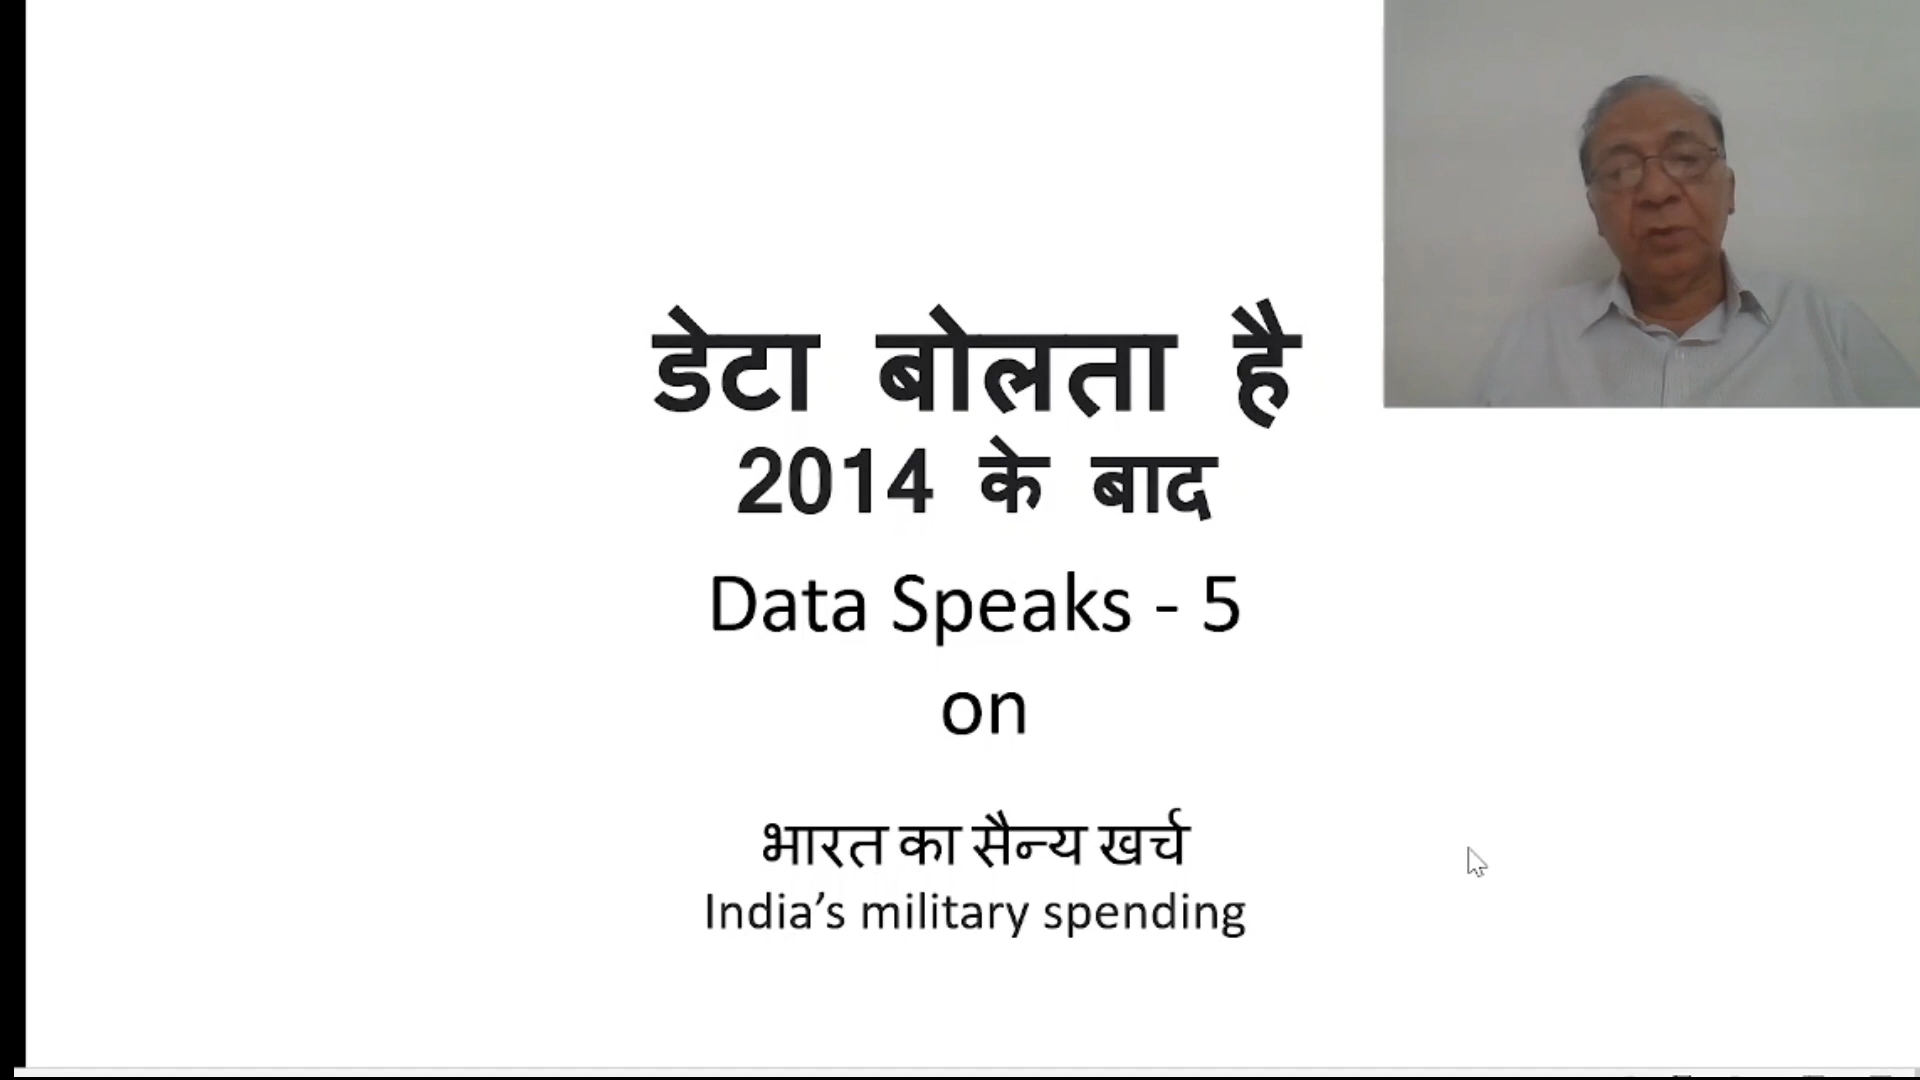 डेटा बोलता है
2014 के बाद
Data Speaks - 5
on
भारत का सैन्य खर्च
India’s military spending